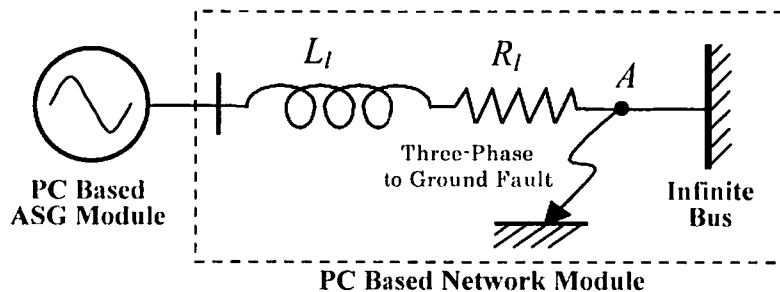 L_l
R_l
A
Three-Phase
to Ground Fault
PC Based
ASG Module
Infinite
Bus
PC Based Network Module